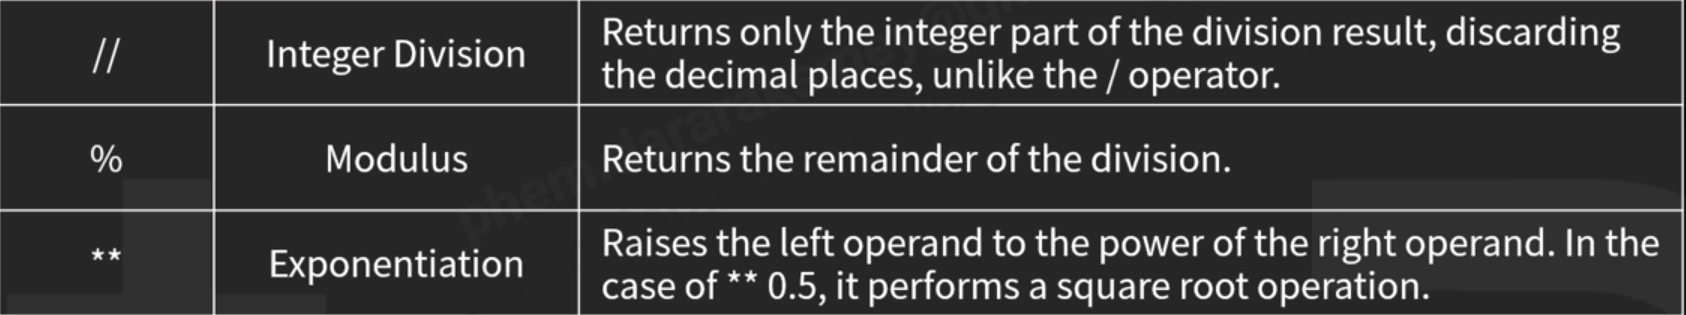 //
Integer Division
Returns only the integer part of the division result, discarding
the decimal places, unlike the / operator.
%
Modulus
Returns the remainder of the division.
**
Exponentiation
Raises the left operand to the power of the right operand. In the
case of ** 0.5, it performs a square root operation.